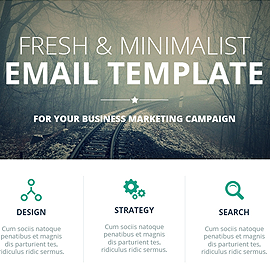 FRESH & MINIMALIST
EMAIL TEMPLATE
FOR YOUR BUSINESS MARKETING CAMPAIGN
DESIGN
Cum sociis natoque
penatibus et magnis
dis parturient tes,
ridiculus ridic sermus.
STRATEGY
Cum sociis natoque
penatibus et magnis
dis parturient tes,
ridiculus ridic sermus.
SEARCH
Cum sociis natoque
penatibus et magnis
dis parturient tes,
ridiculus ridic sermus.